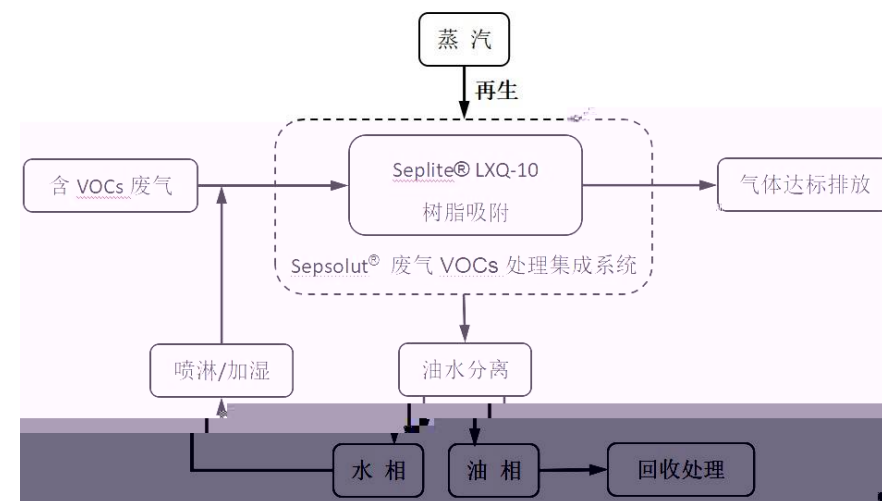 蒸 汽
再生
含 VOCs 废气
Seplite® LXQ-10
树脂吸附
气体达标排放
Sepsolut® 废气 VOCs 处理集成系统
喷淋/加湿
油水分离
水 相
油 相
回收处理